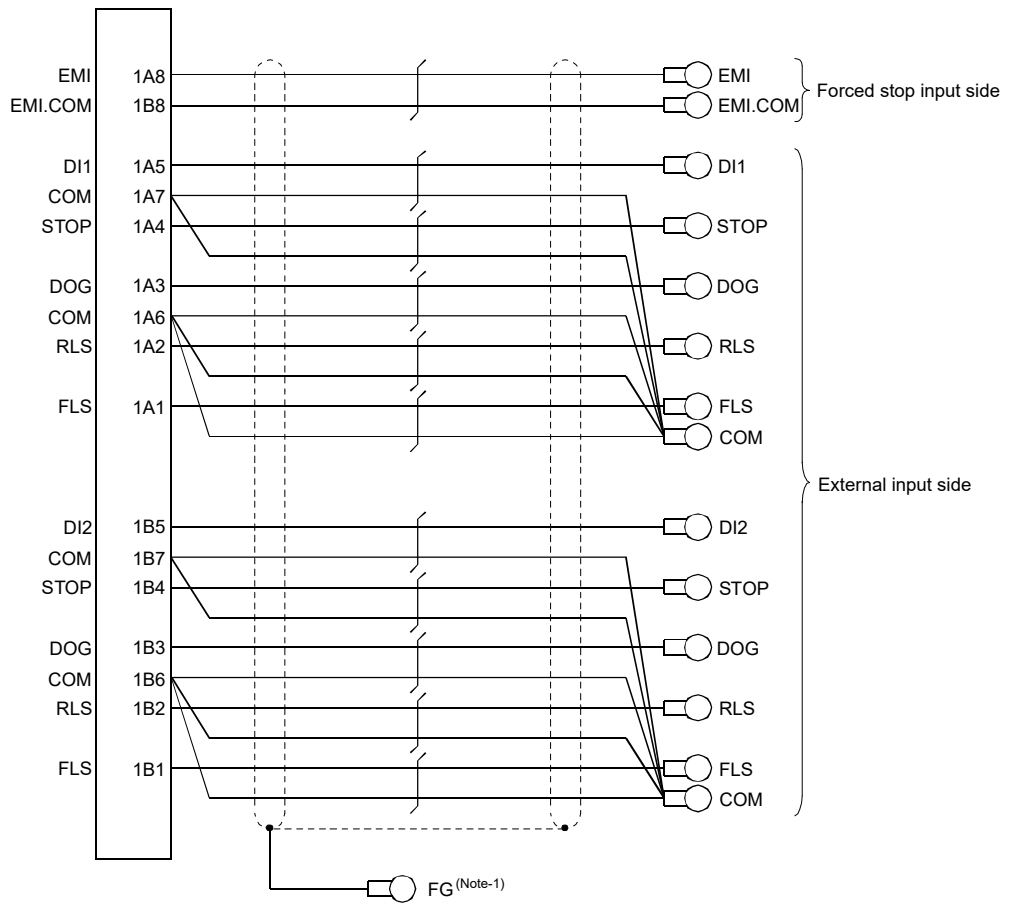 EMI 1A8 EMI
EMI.COM 1B8 EMI.COM
Forced stop input side
DI1 1A5 DI1
COM 1A7
STOP 1A4 STOP
DOG 1A3 DOG
COM 1A6
RLS 1A2 RLS
FLS 1A1 FLS
COM
External input side
DI2 1B5 DI2
COM 1B7
STOP 1B4 STOP
DOG 1B3 DOG
COM 1B6
RLS 1B2 RLS
FLS 1B1 FLS
COM
FG (Note-1)